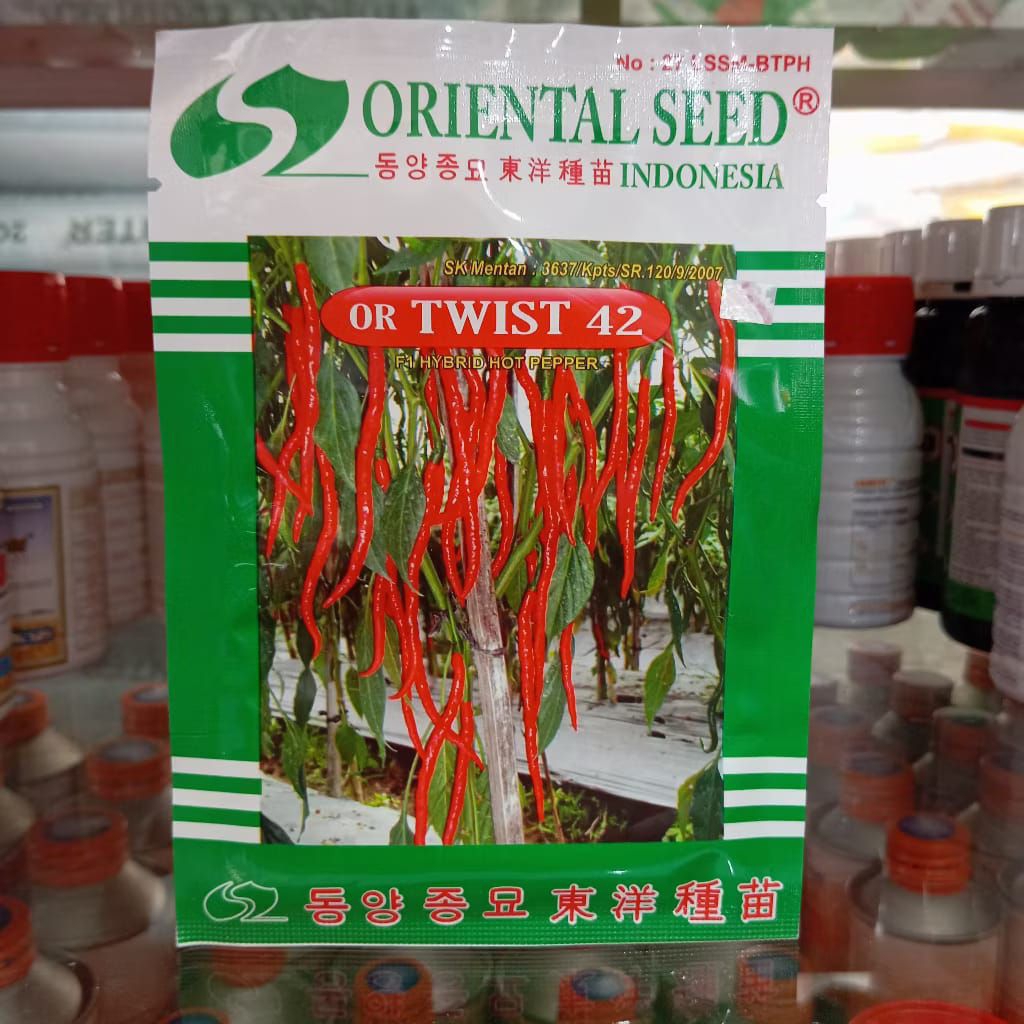 No : 27 / SSM-BTPH
ORIENTAL SEED®
동양종묘 東洋種苗 INDONESIA
SK Mentan : 3637/Kpts/SR.120/9/2007
OR TWIST 42
F1 HYBRID HOT PEPPER
동양종묘 東洋種苗